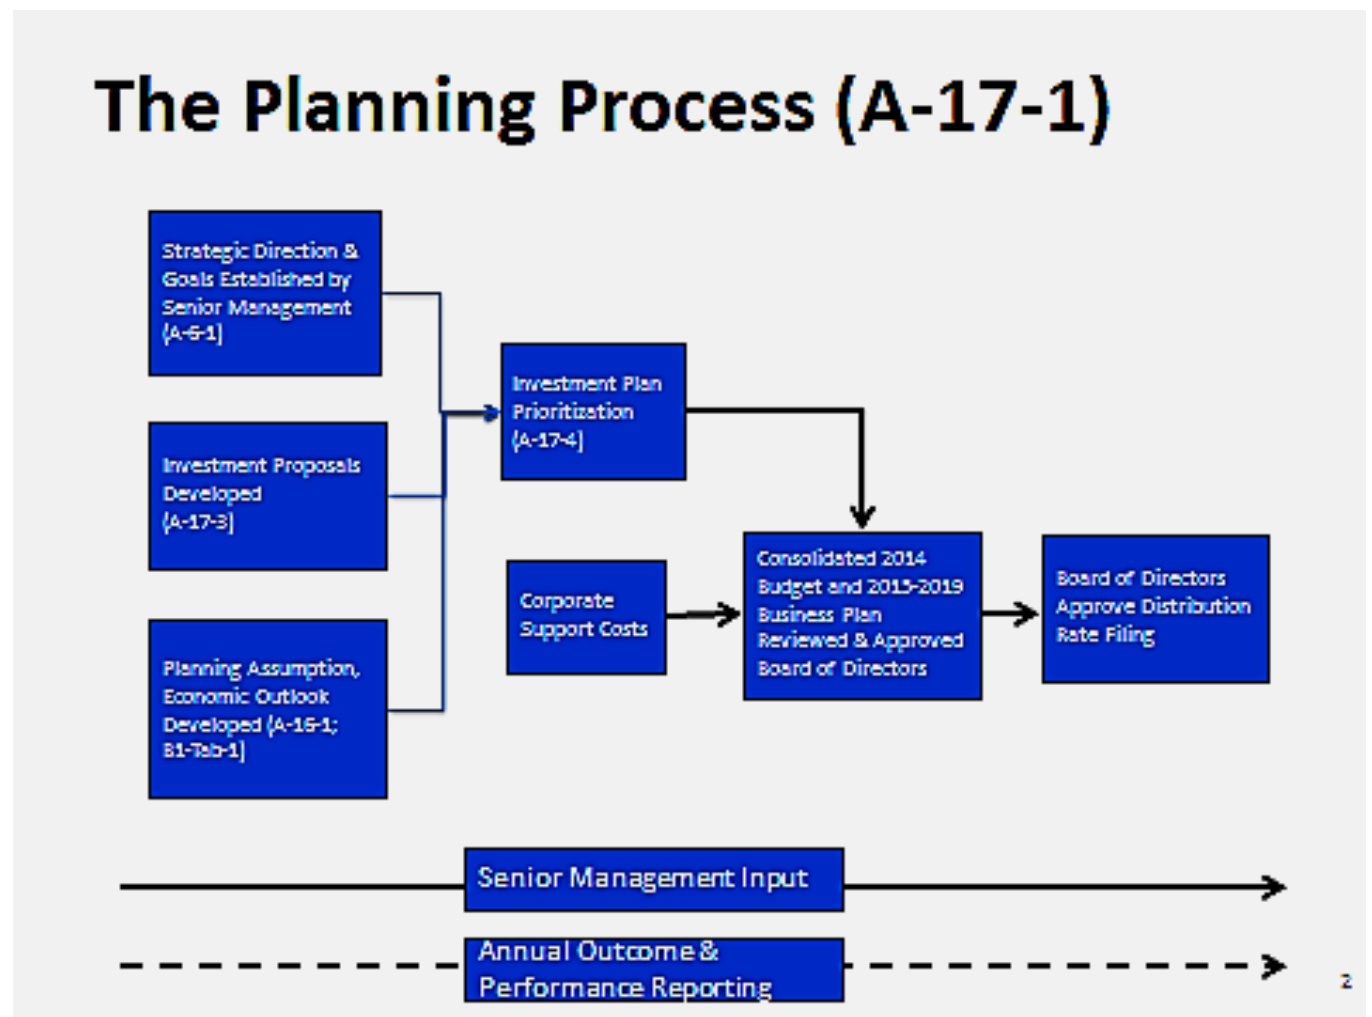 The Planning Process (A-17-1)
Strategic Direction &
Goals Established by
Senior Management
(A-6-1)
Investment Proposals
Developed
(A-17-3)
Planning Assumption,
Economic Outlook
Developed (A-16-1;
B1-Tab-1)
Investment Plan
Prioritization
(A-17-4)
Corporate
Support Costs
Consolidated 2014
Budget and 2015-2019
Business Plan
Reviewed & Approved
Board of Directors
Board of Directors
Approve Distribution
Rate Filing
Senior Management Input
Annual Outcome &
Performance Reporting
2